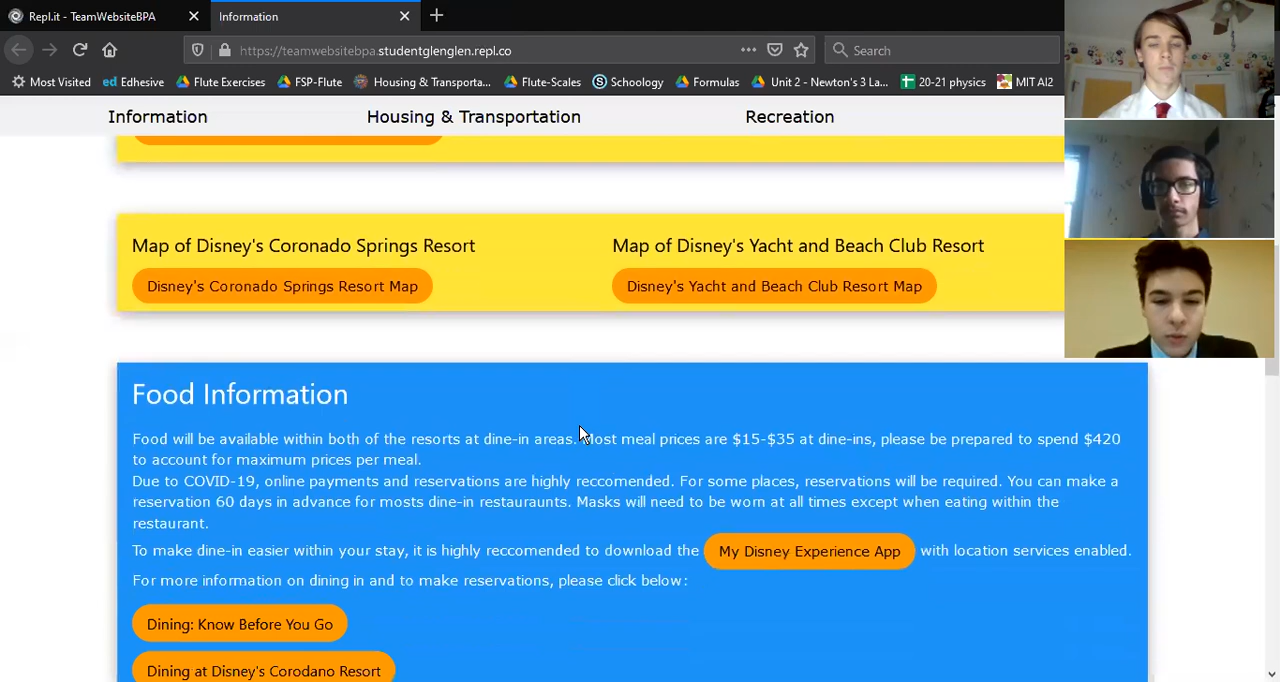 Repl.it - TeamWebsiteBPA
Information
https://teamwebsitebpa.studentglenglen.repl.co
Search
Most Visited
ed Edhesive
Flute Exercises
FSP-Flute
Housing & Transporta...
Flute-Scales
S Schoology
Formulas
Unit 2 - Newton's 3 La...
20-21 physics
MIT AI2
Information
Housing & Transportation
Recreation
Map of Disney's Coronado Springs Resort
Disney's Coronado Springs Resort Map
Map of Disney's Yacht and Beach Club Resort
Disney's Yacht and Beach Club Resort Map
Food Information
Food will be available within both of the resorts at dine-in areas. Most meal prices are $15-$35 at dine-ins, please be prepared to spend $420
to account for maximum prices per meal.
Due to COVID-19, online payments and reservations are highly reccomended. For some places, reservations will be required. You can make a
reservation 60 days in advance for mosts dine-in restauraunts. Masks will need to be worn at all times except when eating within the
restaurant.
To make dine-in easier within your stay, it is highly reccomended to download the My Disney Experience App with location services enabled.
For more information on dining in and to make reservations, please click below:
Dining: Know Before You Go
Dining at Disney's Corodano Resort